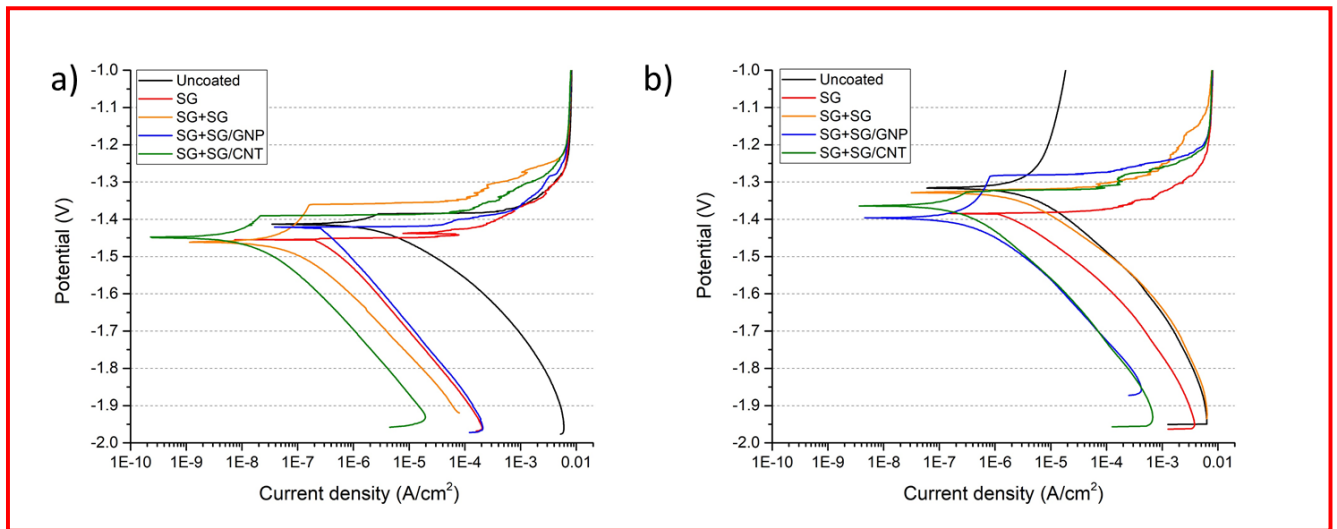 a)
Uncoated
SG
SG+SG
SG+SG/GNP
SG+SG/CNT
-1.0
-1.1
-1.2
-1.3
-1.4
-1.5
-1.6
-1.7
-1.8
-1.9
-2.0
Potential (V)
1E-10 1E-9 1E-8 1E-7 1E-6 1E-5 1E-4 1E-3 0.01
Current density (A/cm²)
b)
Uncoated
SG
SG+SG
SG+SG/GNP
SG+SG/CNT
-1.0
-1.1
-1.2
-1.3
-1.4
-1.5
-1.6
-1.7
-1.8
-1.9
-2.0
Potential (V)
1E-10 1E-9 1E-8 1E-7 1E-6 1E-5 1E-4 1E-3 0.01
Current density (A/cm²)